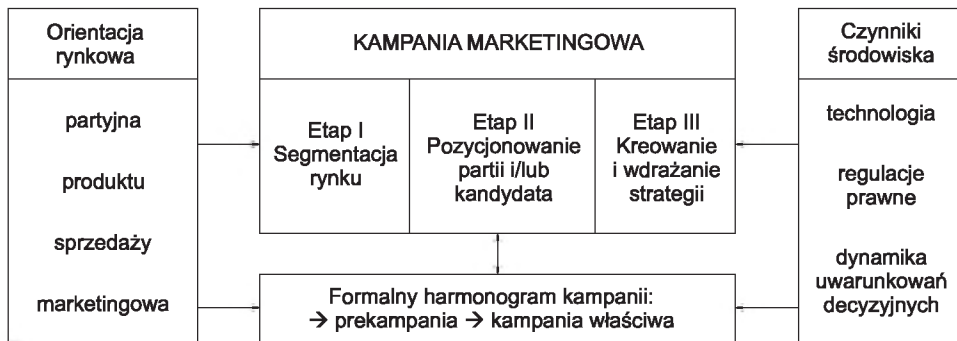 Orientacja
rynkowa
partyjna
produktu
sprzedaży
marketingowa
KAMPANIA MARKETINGOWA
Etap I
Segmentacja
rynku
Etap II
Pozycjonowanie
partii i/lub
kandydata
Etap III
Kreowanie
i wdrażanie
strategii
Formalny harmonogram kampanii:
→ prekampania → kampania właściwa
Czynniki
środowiska
technologia
regulacje
prawne
dynamika
uwarunkowań
decyzyjnych